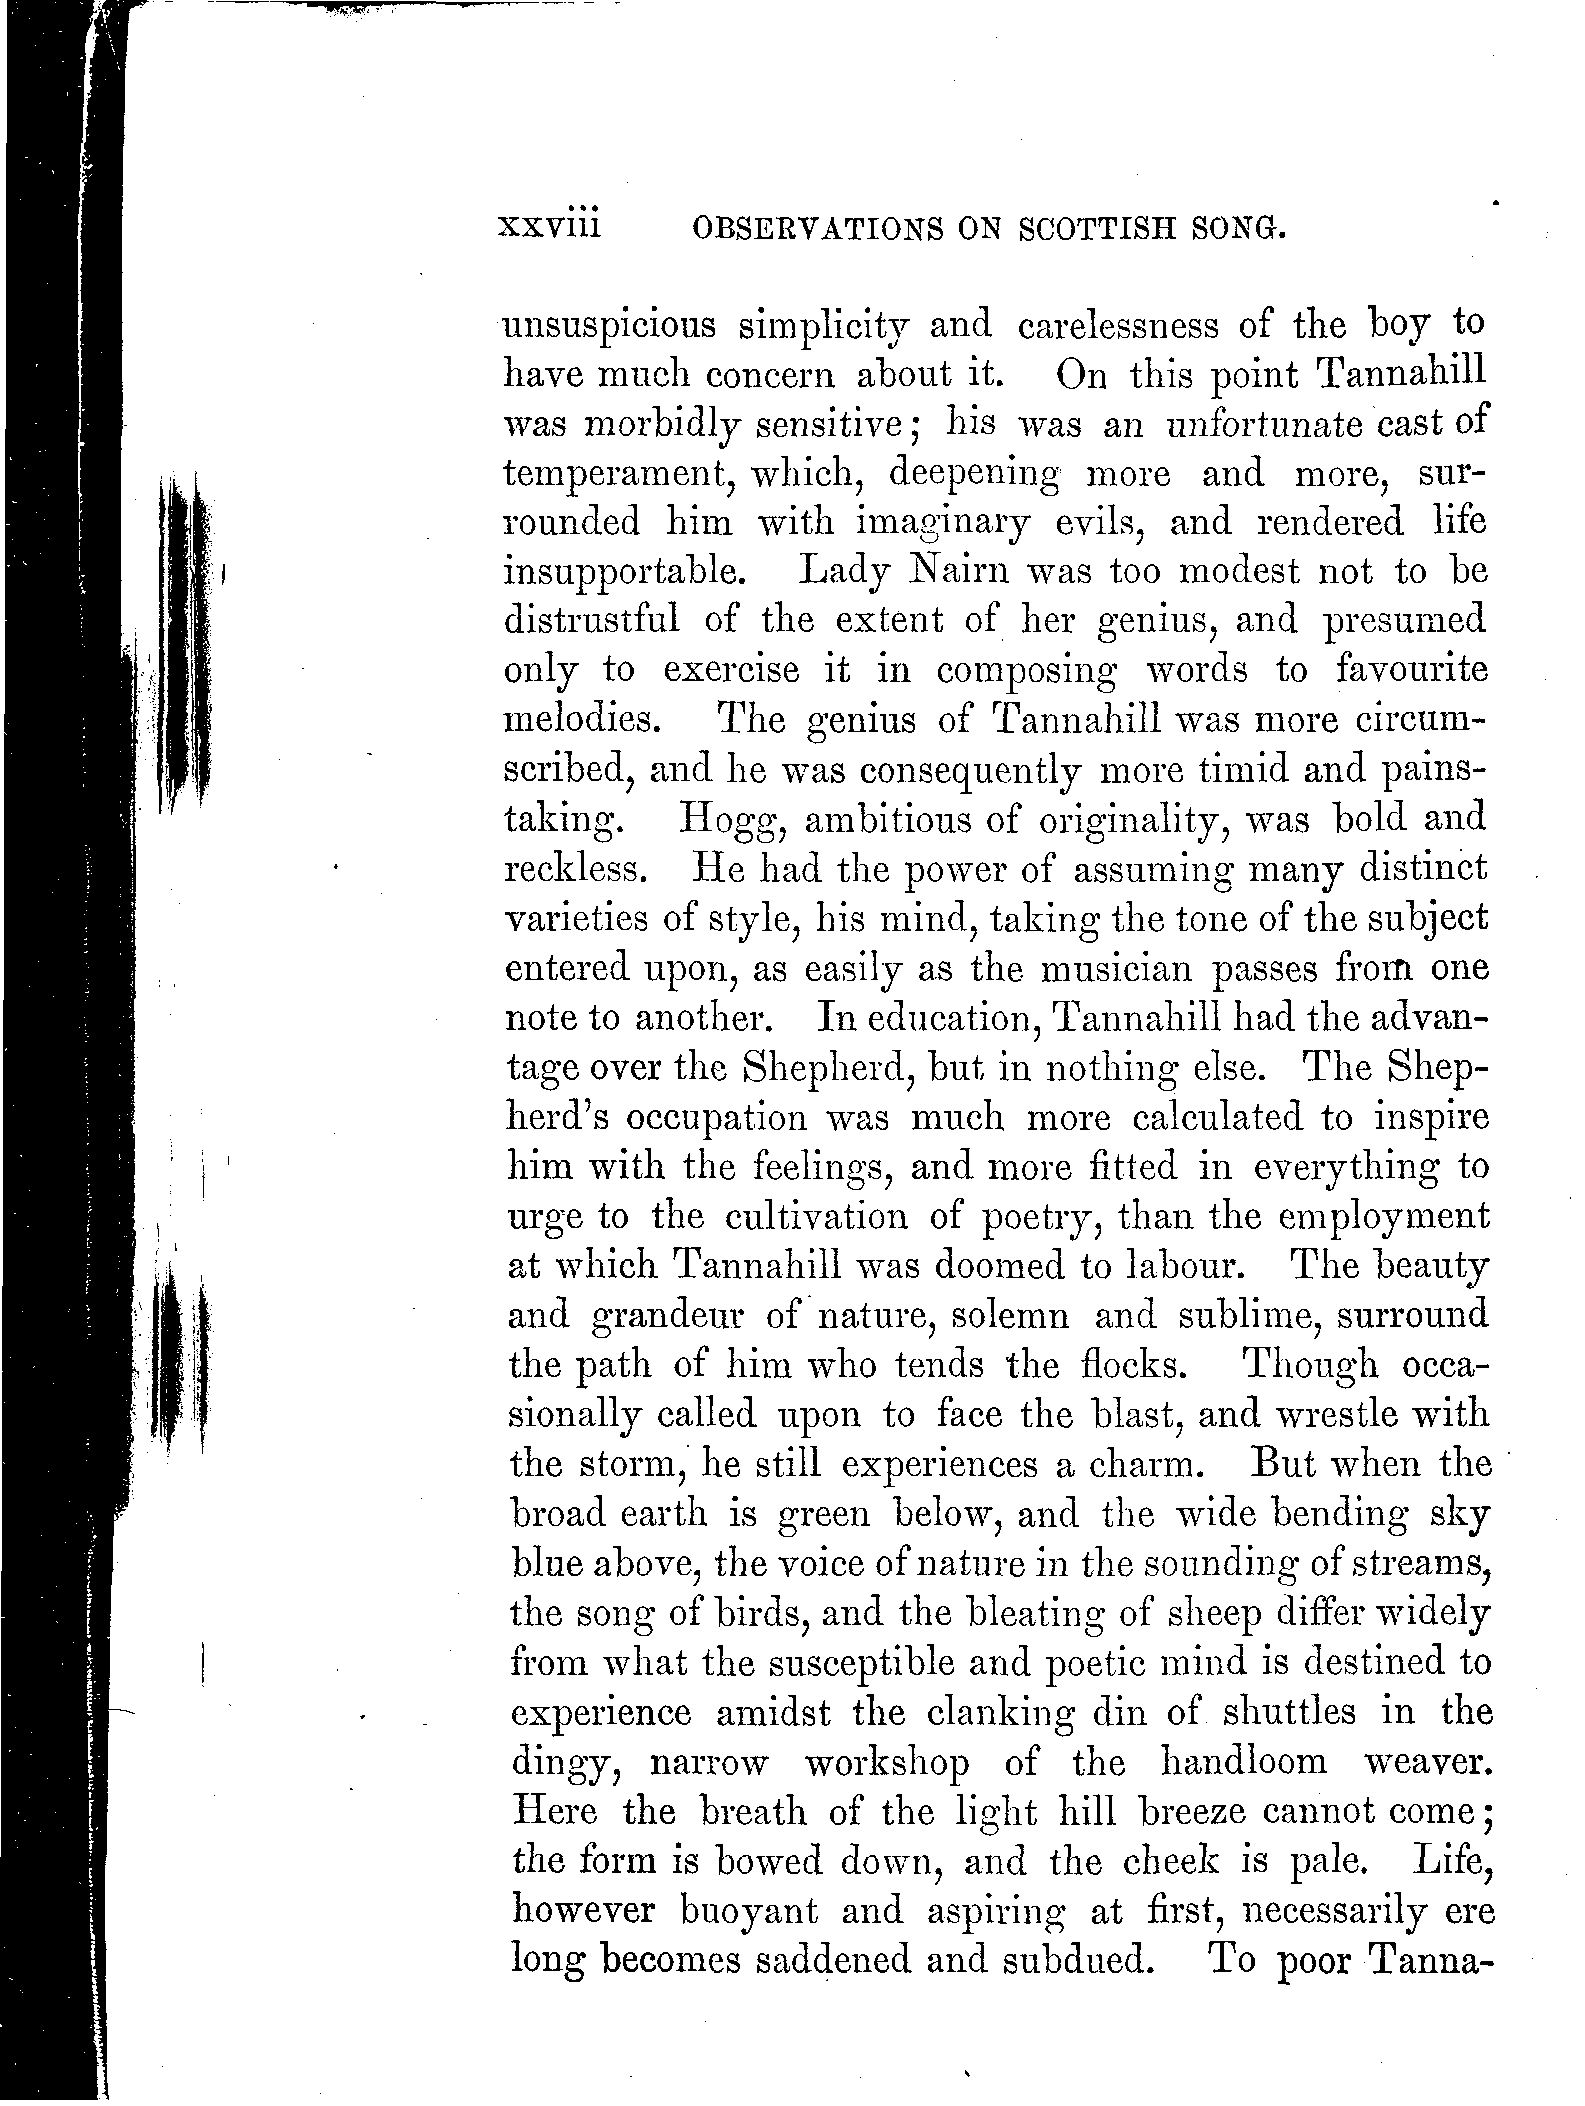 xxviii OBSERVATIONS ON SCOTTISH SONG.
unsuspicious simplicity and carelessness of the boy to
have much concern about it. On this point Tannahill
was morbidly sensitive; his was an unfortunate cast of
temperament, which, deepening more and more, sur-
rounded him with imaginary evils, and rendered life
insupportable. Lady Nairn was too modest not to be
distrustful of the extent of her genius, and presumed
only to exercise it in composing words to favourite
melodies. The genius of Tannahill was more circum-
scribed, and he was consequently more timid and pains-
taking. Hogg, ambitious of originality, was bold and
reckless. He had the power of assuming many distinct
varieties of style, his mind, taking the tone of the subject
entered upon, as easily as the musician passes from one
note to another. In education, Tannahill had the advan-
tage over the Shepherd, but in nothing else. The Shep-
herd's occupation was much more calculated to inspire
him with the feelings, and more fitted in everything to
urge to the cultivation of poetry, than the employment
at which Tannahill was doomed to labour. The beauty
and grandeur of nature, solemn and sublime, surround
the path of him who tends the flocks. Though occa-
sionally called upon to face the blast, and wrestle with
the storm, he still experiences a charm. But when the
broad earth is green below, and the wide bending sky
blue above, the voice of nature in the sounding of streams,
the song of birds, and the bleating of sheep differ widely
from what the susceptible and poetic mind is destined to
experience amidst the clanking din of shuttles in the
dingy, narrow workshop of the handloom weaver.
Here the breath of the light hill breeze cannot come;
the form is bowed down, and the cheek is pale. Life,
however buoyant and aspiring at first, necessarily ere
long becomes saddened and subdued. To poor Tanna-